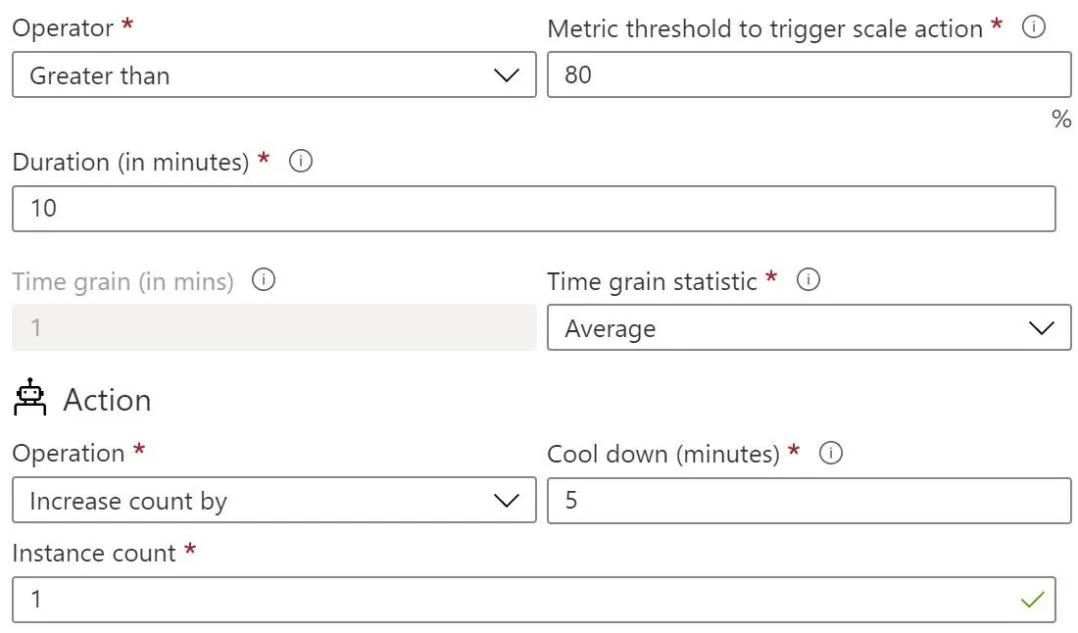 Operator *
Metric threshold to trigger scale action *
Greater than
80
%
Duration (in minutes) *
10
Time grain (in mins)
Time grain statistic *
1
Average
Action
Operation *
Cool down (minutes) *
Increase count by
5
Instance count *
1